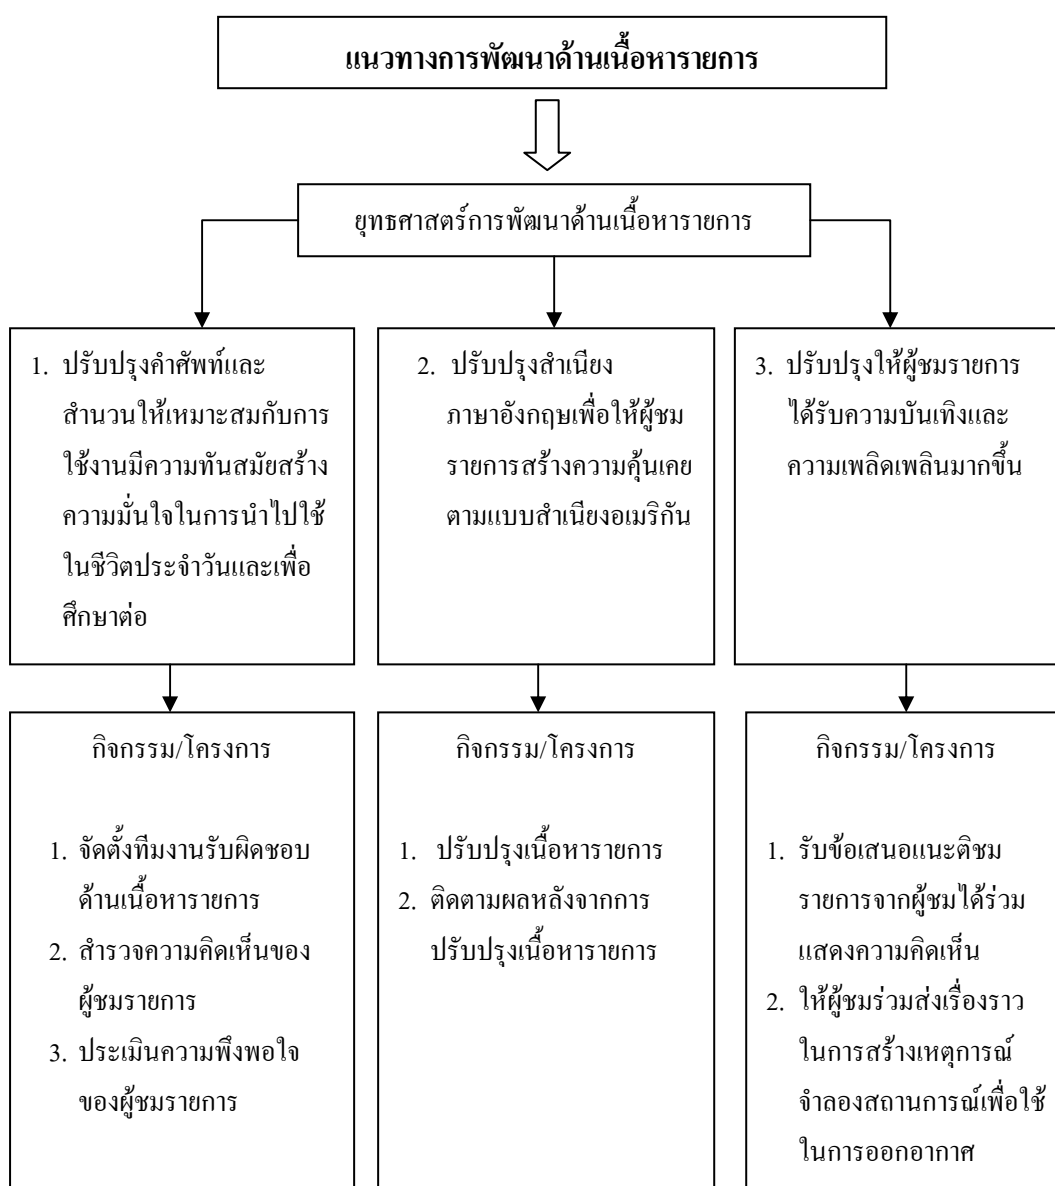 แนวทางการพัฒนาด้านเนื้อหารายการ
ยุทธศาสตร์การพัฒนาด้านเนื้อหารายการ
1. ปรับปรุงคำศัพท์และ
สำนวนให้เหมาะสมกับการ
ใช้งานมีความทันสมัยสร้าง
ความมั่นใจในการนำไปใช้
ในชีวิตประจำวันและเพื่อ
ศึกษาต่อ
2. ปรับปรุงสำเนียง
ภาษาอังกฤษเพื่อให้ผู้ชม
รายการสร้างความคุ้นเคย
ตามแบบสำเนียงอเมริกัน
3. ปรับปรุงให้ผู้ชมรายการ
ได้รับความบันเทิงและ
ความเพลิดเพลินมากขึ้น
กิจกรรม/โครงการ
1. จัดตั้งทีมงานรับผิดชอบ
ด้านเนื้อหารายการ
2. สำรวจความคิดเห็นของ
ผู้ชมรายการ
3. ประเมินความพึงพอใจ
ของผู้ชมรายการ
กิจกรรม/โครงการ
1. ปรับปรุงเนื้อหารายการ
2. ติดตามผลหลังจากการ
ปรับปรุงเนื้อหารายการ
กิจกรรม/โครงการ
1. รับข้อเสนอแนะติชม
รายการจากผู้ชมได้ร่วม
แสดงความคิดเห็น
2. ให้ผู้ชมร่วมส่งเรื่องราว
ในการสร้างเหตุการณ์
จำลองสถานการณ์เพื่อใช้
ในการออกอากาศ